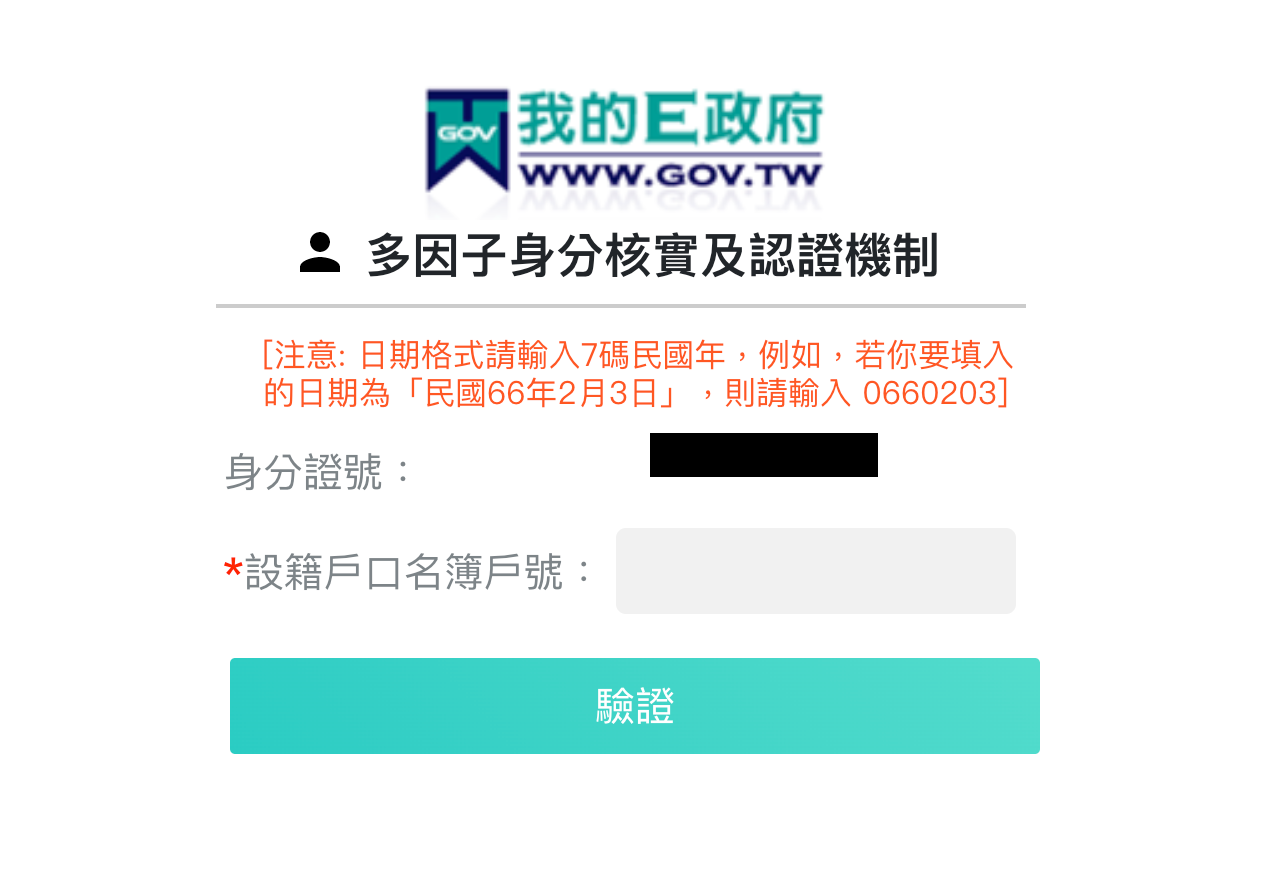 GOV 我的E政府
WWW.GOV.TW
多因子身分核實及認證機制
[注意: 日期格式請輸入7碼民國年，例如，若你要填入
的日期為「民國66年2月3日」，則請輸入 0660203]
身分證號：
*設籍戶口名簿戶號：
驗證